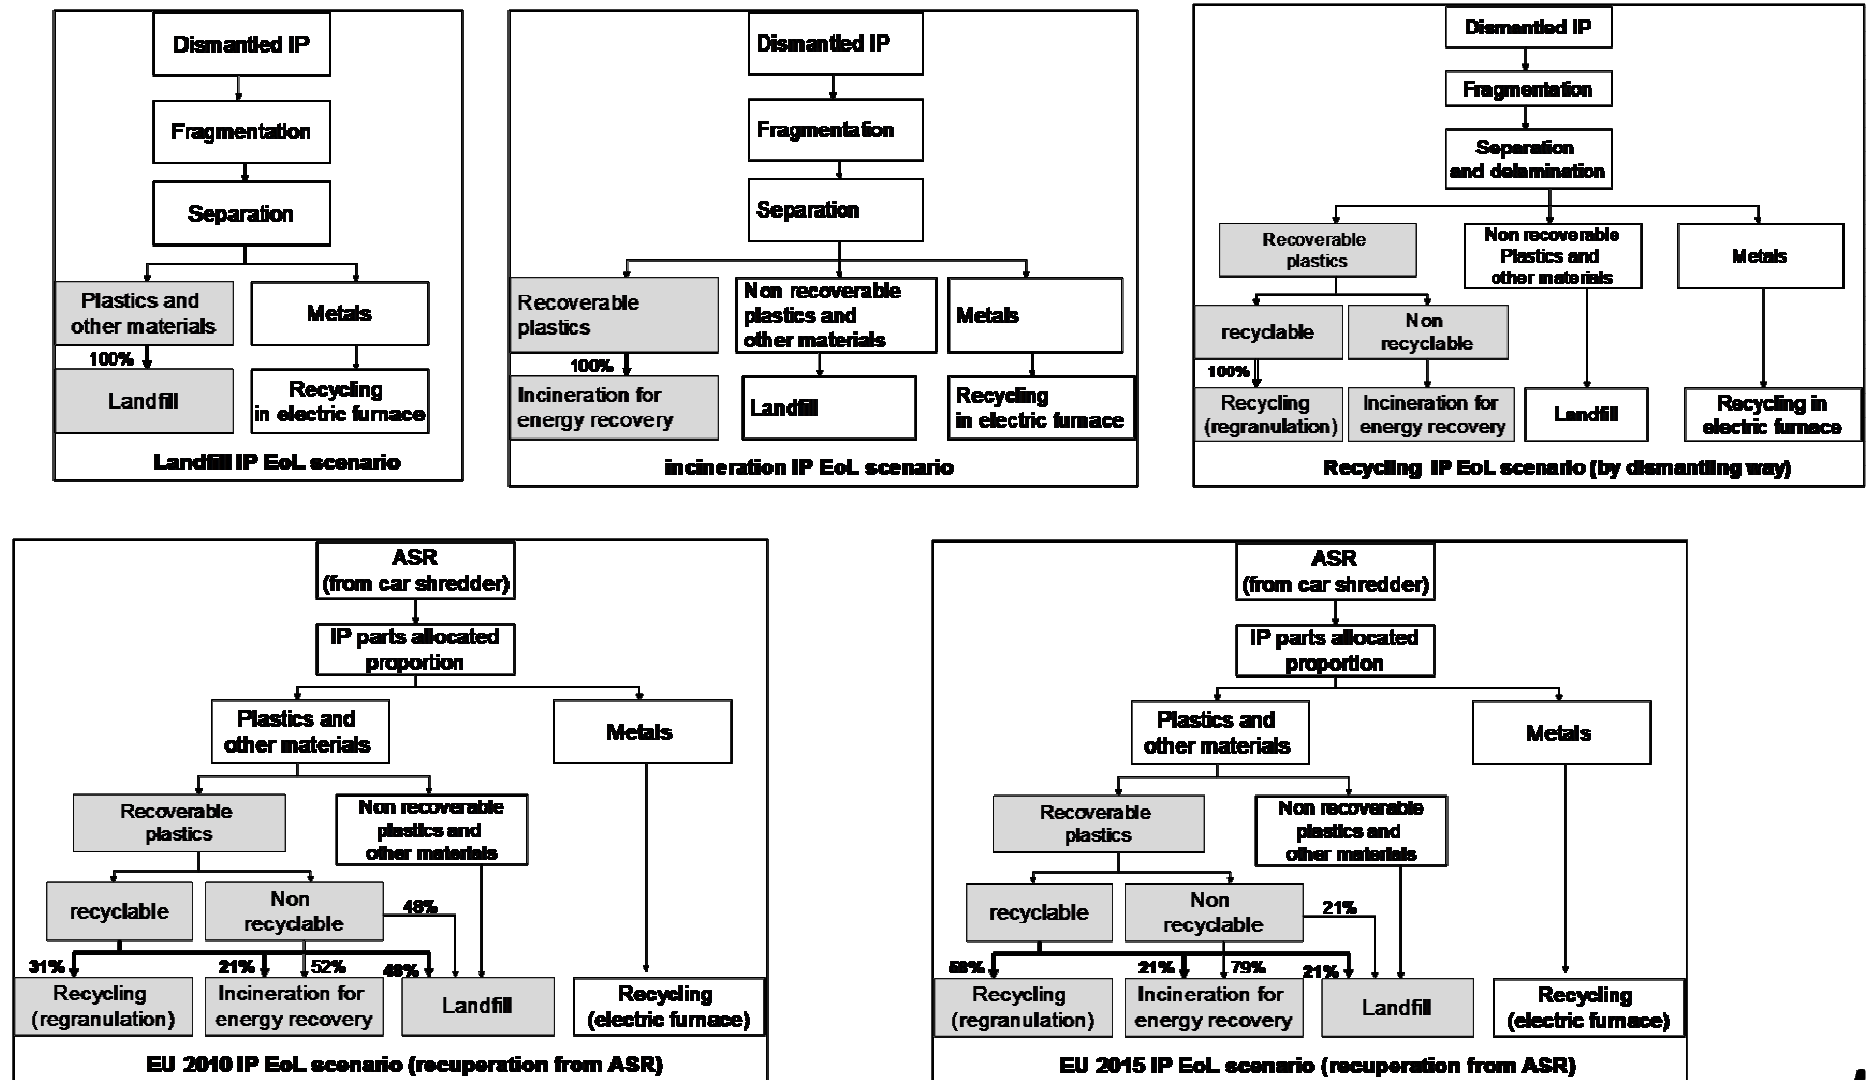 Dismantled IP
Fragmentation
Separation
Plastics and
other materials
Metals
100%
Landfill
Recycling
in electric furnace
Landfill IP EoL scenario
Dismantled IP
Fragmentation
Separation
Recoverable
plastics
Non recoverable
plastics and
other materials
Metals
100%
Incineration for
energy recovery
Landfill
Recycling
in electric furnace
incineration IP EoL scenario
Dismantled IP
Fragmentation
Separation
and delamination
Recoverable
plastics
Non recoverable
Plastics and
other materials
Metals
recyclable
Non
recyclable
100%
Recycling
(regranulation)
Incineration for
energy recovery
Landfill
Recycling in
electric furnace
Recycling IP EoL scenario (by dismantling way)
ASR
(from car shredder)
IP parts allocated
proportion
Plastics and
other materials
Metals
Recoverable
plastics
Non recoverable
plastics and
other materials
recyclable
Non
recyclable
48%
31%
21%
52%
48%
Recycling
(regranulation)
Incineration for
energy recovery
Landfill
Recycling
(electric furnace)
EU 2010 IP EoL scenario (recuperation from ASR)
ASR
(from car shredder)
IP parts allocated
proportion
Plastics and
other materials
Metals
Recoverable
plastics
Non recoverable
plastics and
other materials
recyclable
Non
recyclable
21%
21%
79%
21%
Recycling
(regranulation)
Incineration for
energy recovery
Landfill
Recycling
(electric furnace)
EU 2015 IP EoL scenario (recuperation from ASR)